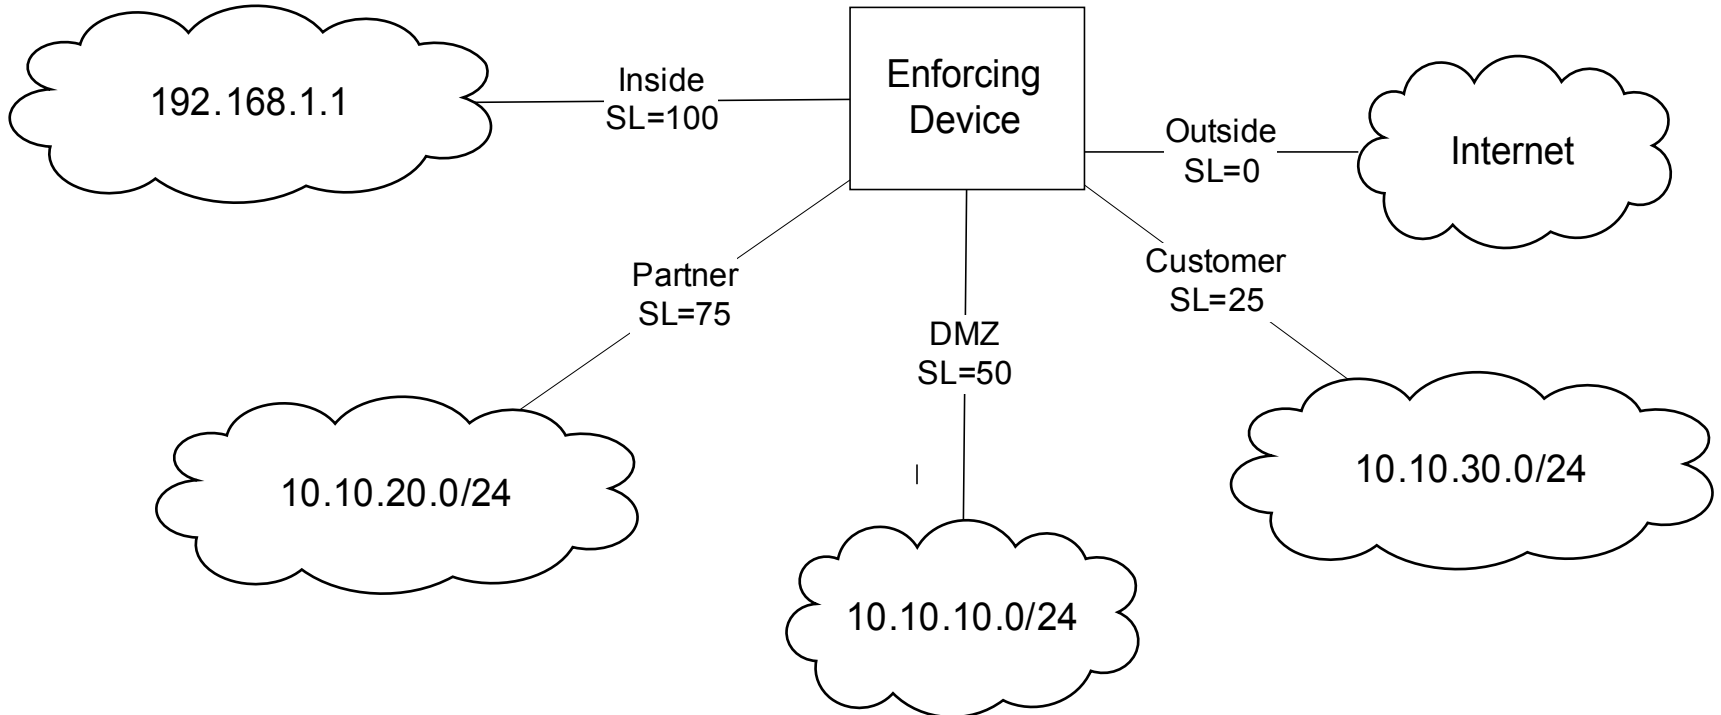 192.168.1.1
Inside
SL=100
Enforcing
Device
Outside
SL=0
Internet
Partner
SL=75
DMZ
SL=50
Customer
SL=25
10.10.20.0/24
10.10.10.0/24
10.10.30.0/24